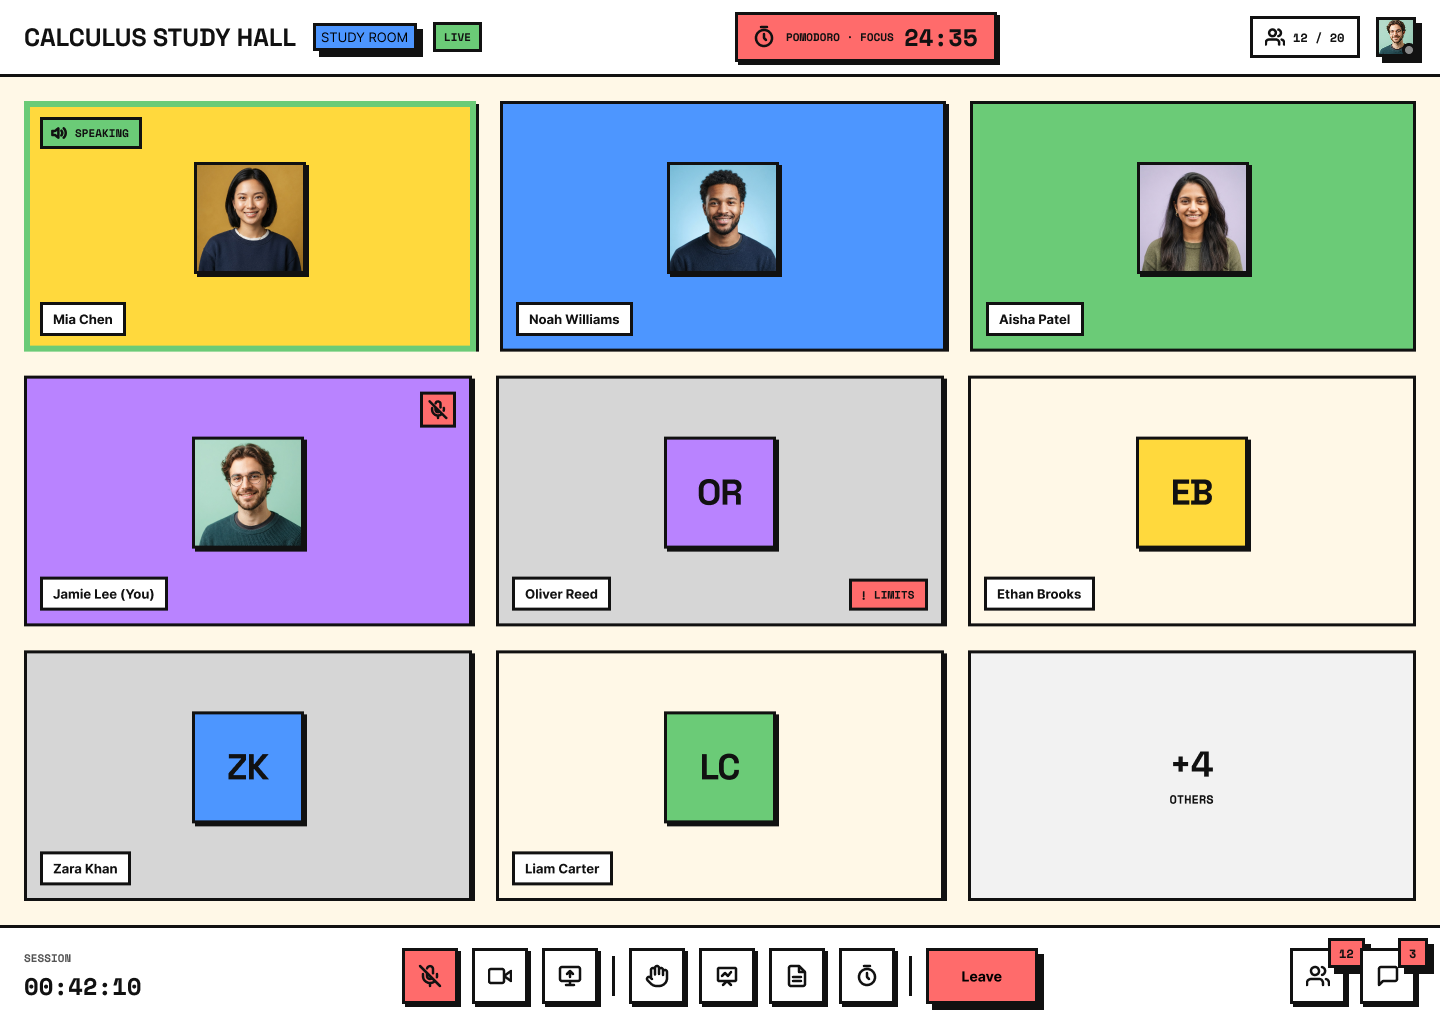 CALCULUS STUDY HALL
STUDY ROOM
LIVE
POMODORO · FOCUS 24:35
12 / 20
SPEAKING
Mia Chen
Noah Williams
Aisha Patel
Jamie Lee (You)
OR
Oliver Reed
! LIMITS
EB
Ethan Brooks
ZK
Zara Khan
LC
Liam Carter
+4
OTHERS
SESSION
00:42:10
Leave
12
3